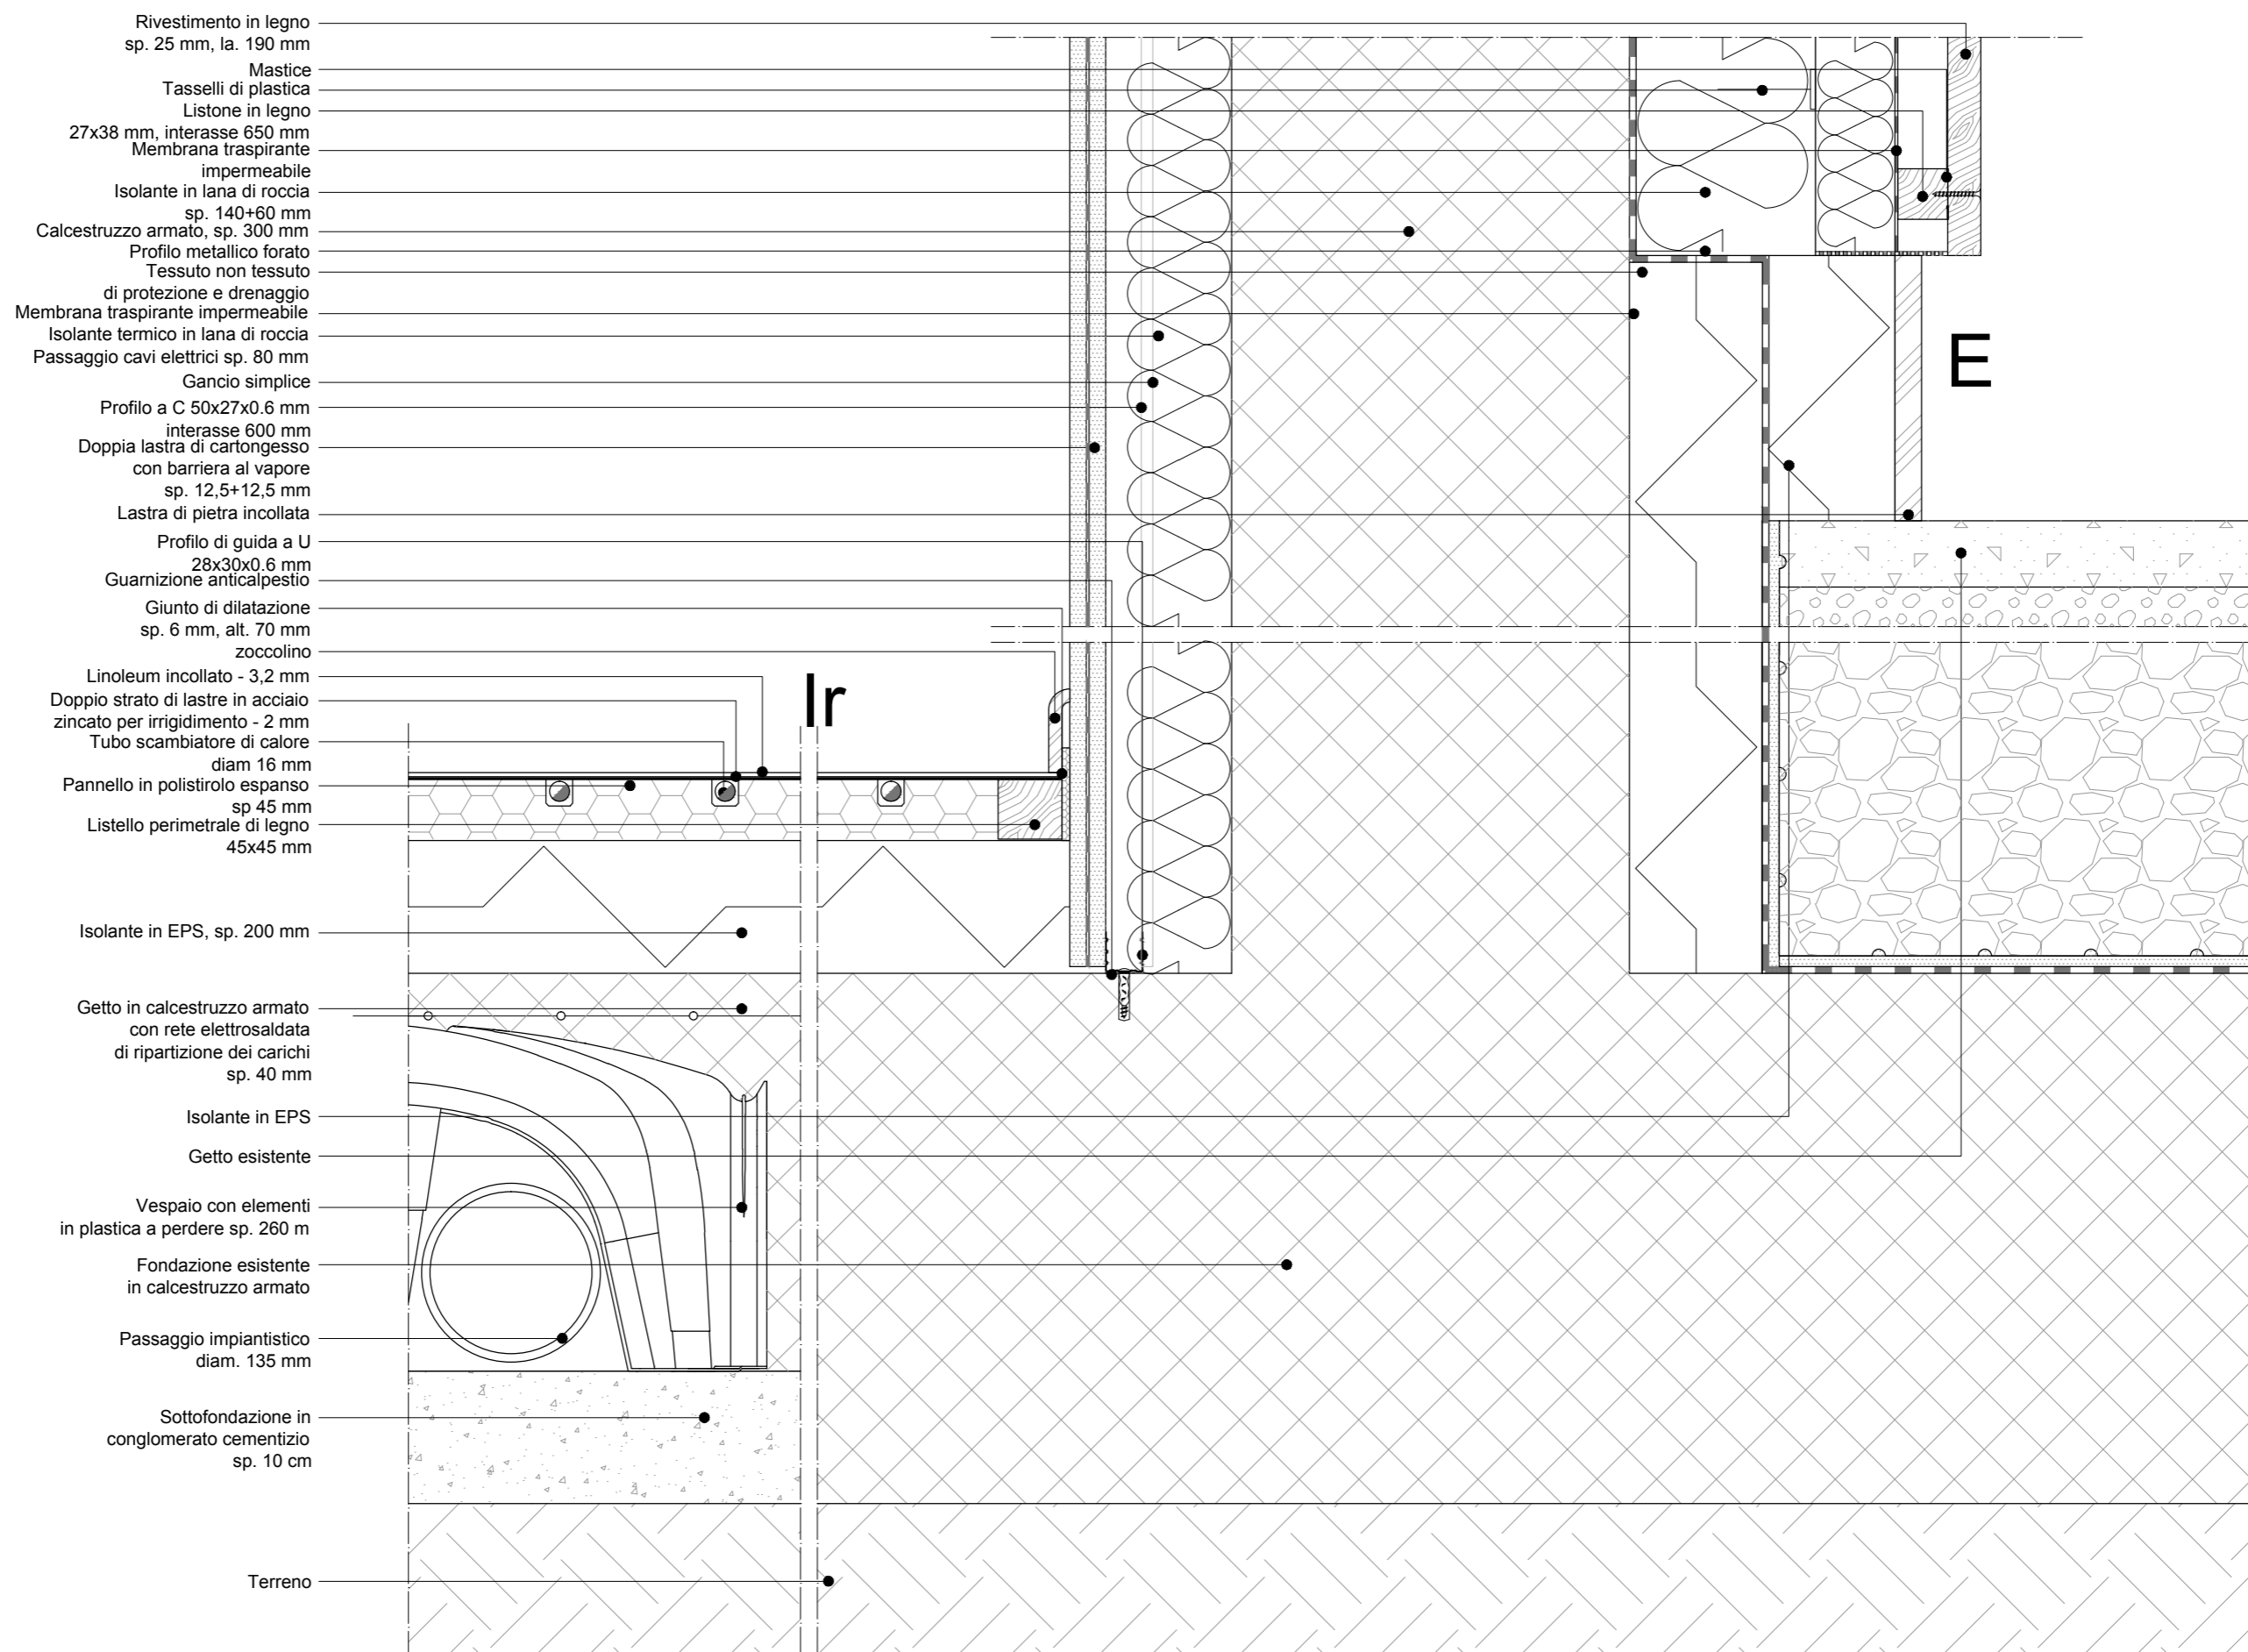 Rivestimento in legno
sp. 25 mm, la. 190 mm
Mastice
Tasselli di plastica
Listone in legno
27x38 mm, interasse 650 mm
Membrana traspirante
impermeabile
Isolante in lana di roccia
sp. 140+60 mm
Calcestruzzo armato, sp. 300 mm
Profilo metallico forato
Tessuto non tessuto
di protezione e drenaggio
Membrana traspirante impermeabile
Isolante termico in lana di roccia
Passaggio cavi elettrici sp. 80 mm
Gancio simplice
Profilo a C 50x27x0.6 mm
interasse 600 mm
Doppia lastra di cartongesso
con barriera al vapore
sp. 12,5+12,5 mm
Lastra di pietra incollata
Profilo di guida a U
28x30x0.6 mm
Guarnizione anticalpestio
Giunto di dilatazione
sp. 6 mm, alt. 70 mm
zoccolino
Linoleum incollato - 3,2 mm
Doppio strato di lastre in acciaio
zincato per irrigidimento - 2 mm
Tubo scambiatore di calore
diam 16 mm
Pannello in polistirolo espanso
sp 45 mm
Listello perimetrale di legno
45x45 mm
Isolante in EPS, sp. 200 mm
Getto in calcestruzzo armato
con rete elettrosaldata
di ripartizione dei carichi
sp. 40 mm
Isolante in EPS
Getto esistente
Vespaio con elementi
in plastica a perdere sp. 260 m
Fondazione esistente
in calcestruzzo armato
Passaggio impiantistico
diam. 135 mm
Sottofondazione in
conglomerato cementizio
sp. 10 cm
Terreno
Ir
E